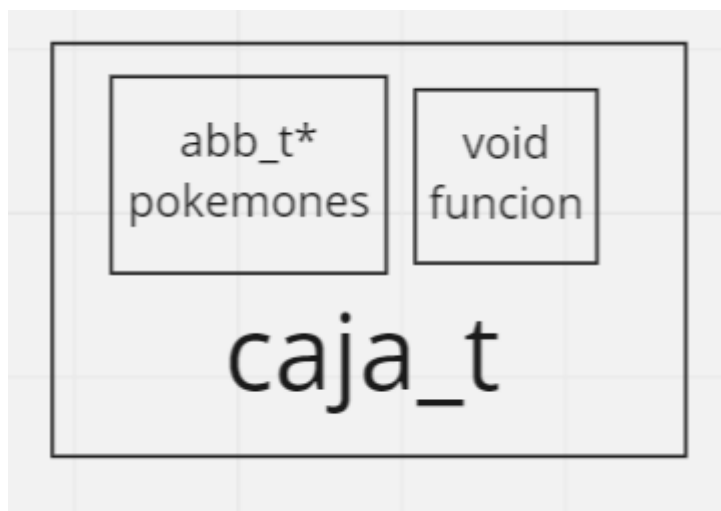 abb_t*
pokemones
void
funcion
caja_t